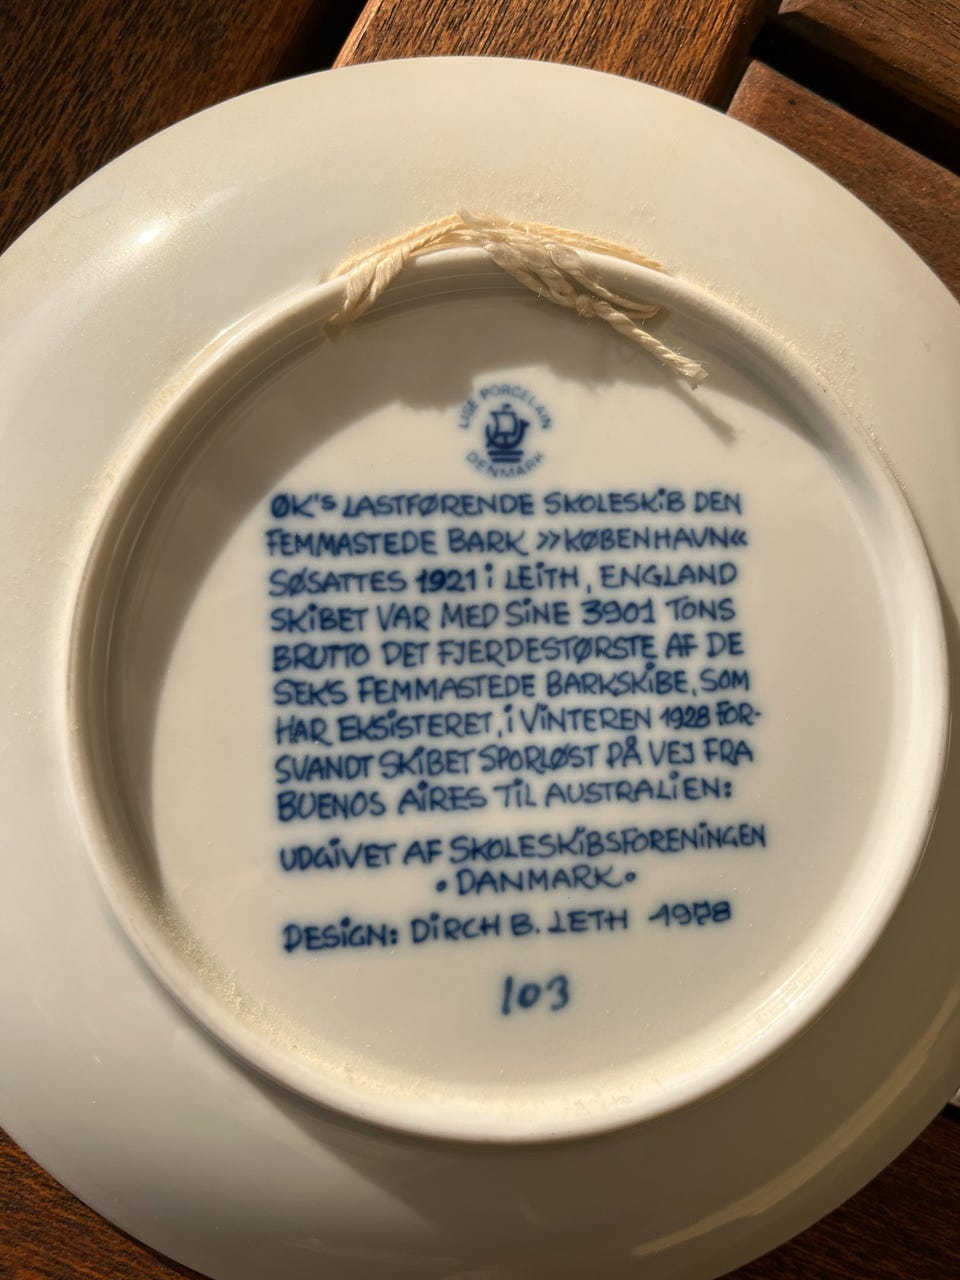 LIGE PORCELAIN
DENMARK
ØK'S LASTFØRENDE SKOLESKiB DEN
FEMMASTEDE BARK »KØBENHAVN«
SØSATTES 1921 i LEiTH, ENGLAND
SKiBET VAR MED SiNE 3901 TONS
BRUTTO DET FJERDESTØRSTE AF DE
SEKS FEMMASTEDE BARKSKiBE, SOM
HAR EKSiSTERET, i ViNTEREN 1928 FOR-
SVANDT SKiBET SPORLØST PÅ VEJ FRA
BUENOS AiRES TiL AUSTRALiEN:
UDGiVET AF SKOLESKiBSFORENiNGEN
• DANMARK •
DESiGN: DiRCH B. LETH -1978
103